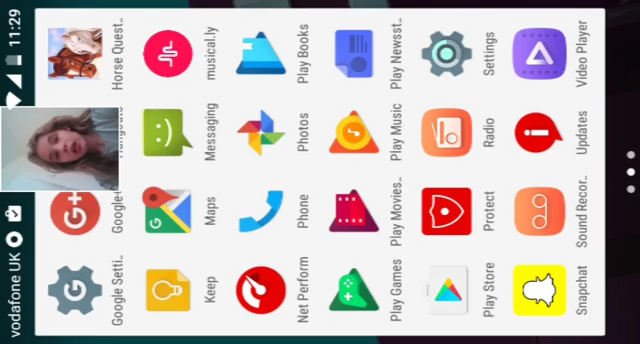 vodafone UK 11:29
Google Setti.. Google Horse Quest..
Keep Maps Messaging musical.ly
Net Perform Phone Photos Play Books
Play Games Play Movies.. Play Music Play Newsst..
Play Store Protect Radio Settings
Snapchat Sound Recor.. Updates Video Player